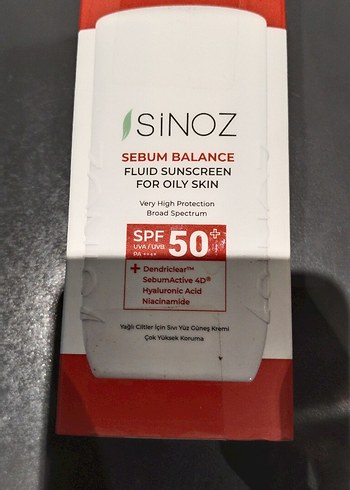 SiNOZ
SEBUM BALANCE
FLUID SUNSCREEN
FOR OILY SKIN
Very High Protection
Broad Spectrum
SPF 50+
UVA / UVB
PA ++++
+ Dendriclear™
SebumActive 4D®
Hyaluronic Acid
Niacinamide
Yağlı Ciltler İçin Sıvı Yüz Güneş Kremi
Çok Yüksek Koruma